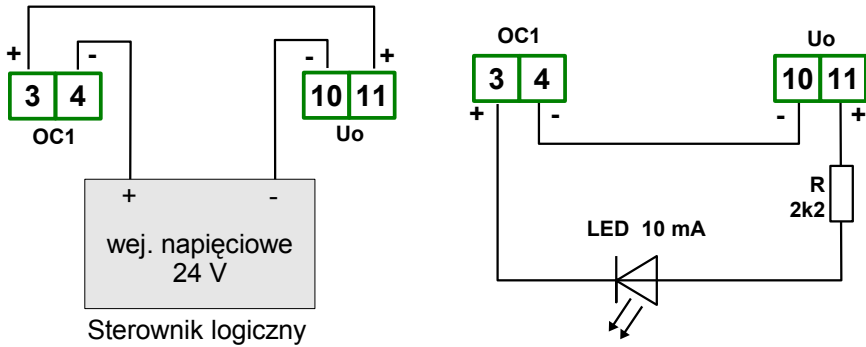 + - - +
3 4 10 11
OC1 Uo
+ -
wej. napięciowe
24 V
Sterownik logiczny
OC1 Uo
3 4 10 11
+ - - +
R
2k2
LED 10 mA